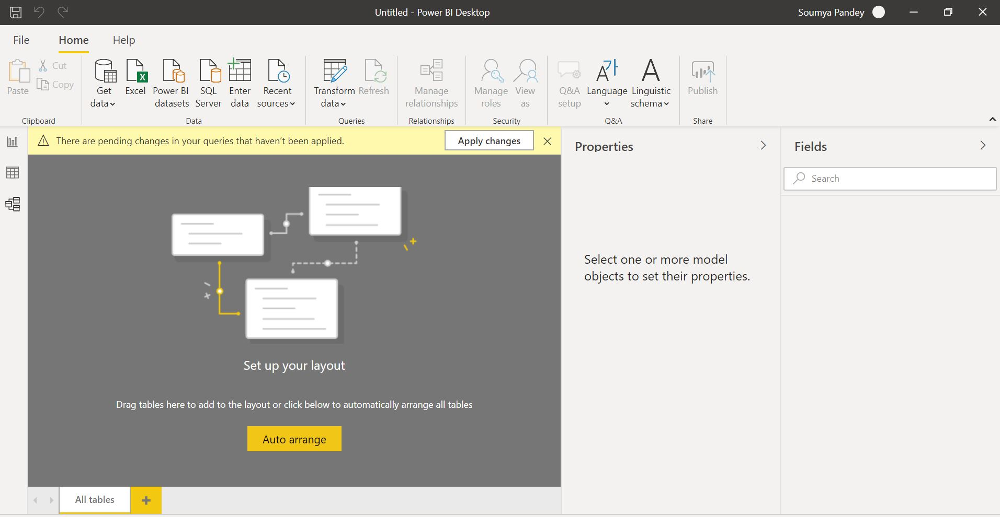 Untitled - Power BI Desktop
Soumya Pandey
File Home Help
Paste
Cut
Copy
Clipboard
Get
data
Excel
Power BI
datasets
SQL
Server
Enter
data
Recent
sources
Data
Transform
data
Refresh
Queries
Manage
relationships
Relationships
Manage
roles
View
as
Security
Q&A
setup
Language
Linguistic
schema
Q&A
Publish
Share
There are pending changes in your queries that haven't been applied.
Apply changes
Set up your layout
Drag tables here to add to the layout or click below to automatically arrange all tables
Auto arrange
All tables
Properties
Select one or more model
objects to set their properties.
Fields
Search